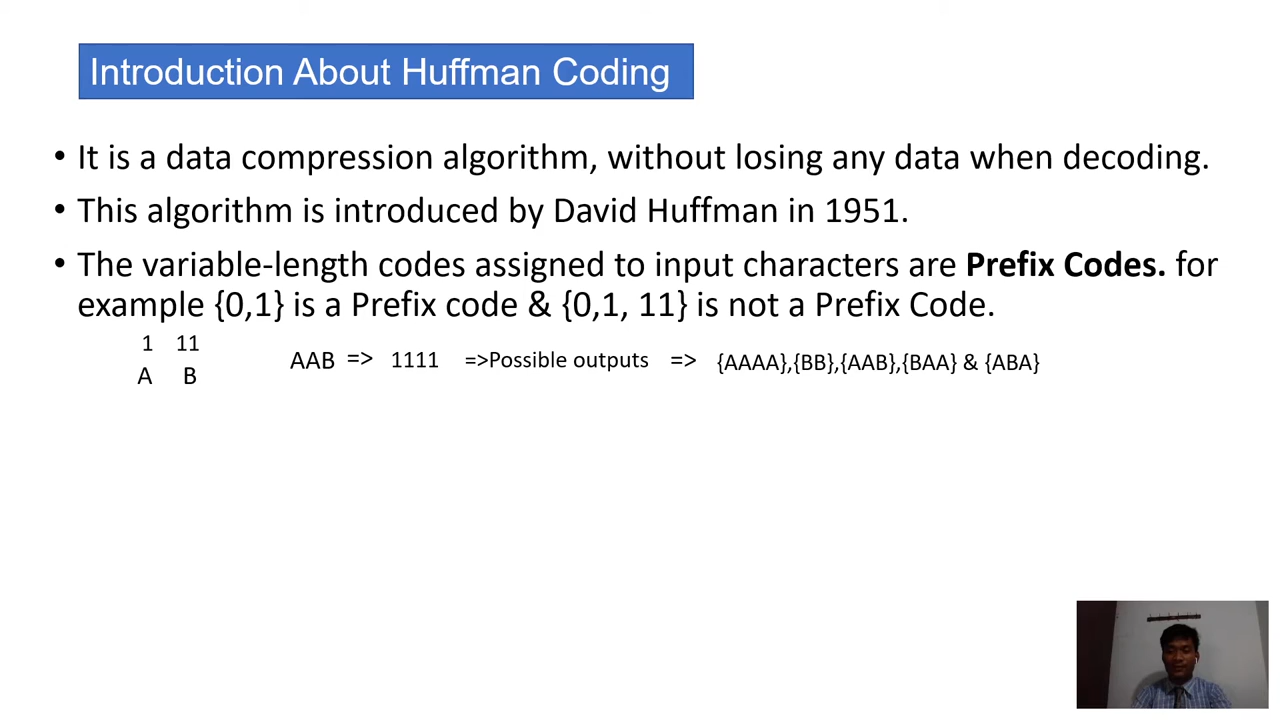 Introduction About Huffman Coding
• It is a data compression algorithm, without losing any data when decoding.
• This algorithm is introduced by David Huffman in 1951.
• The variable-length codes assigned to input characters are Prefix Codes. for
example {0,1} is a Prefix code & {0,1, 11} is not a Prefix Code.
1 11
A B
AAB => 1111 =>Possible outputs => {AAAA},{BB},{AAB},{BAA} & {ABA}